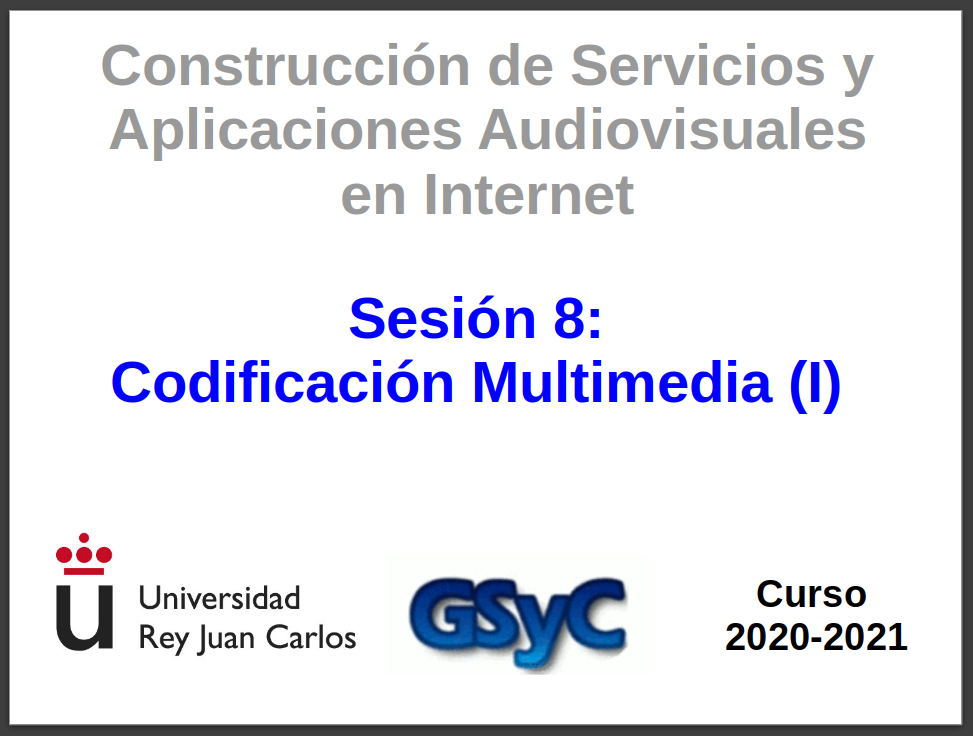 Construcción de Servicios y
Aplicaciones Audiovisuales
en Internet
Sesión 8:
Codificación Multimedia (I)
u
Universidad
Rey Juan Carlos
GSyC
Curso
2020-2021